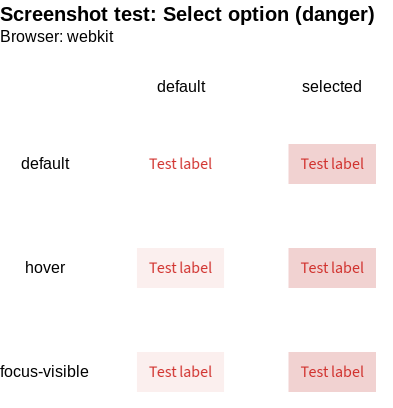 Screenshot test: Select option (danger)
Browser: webkit
default selected
default Test label Test label
hover Test label Test label
focus-visible Test label Test label